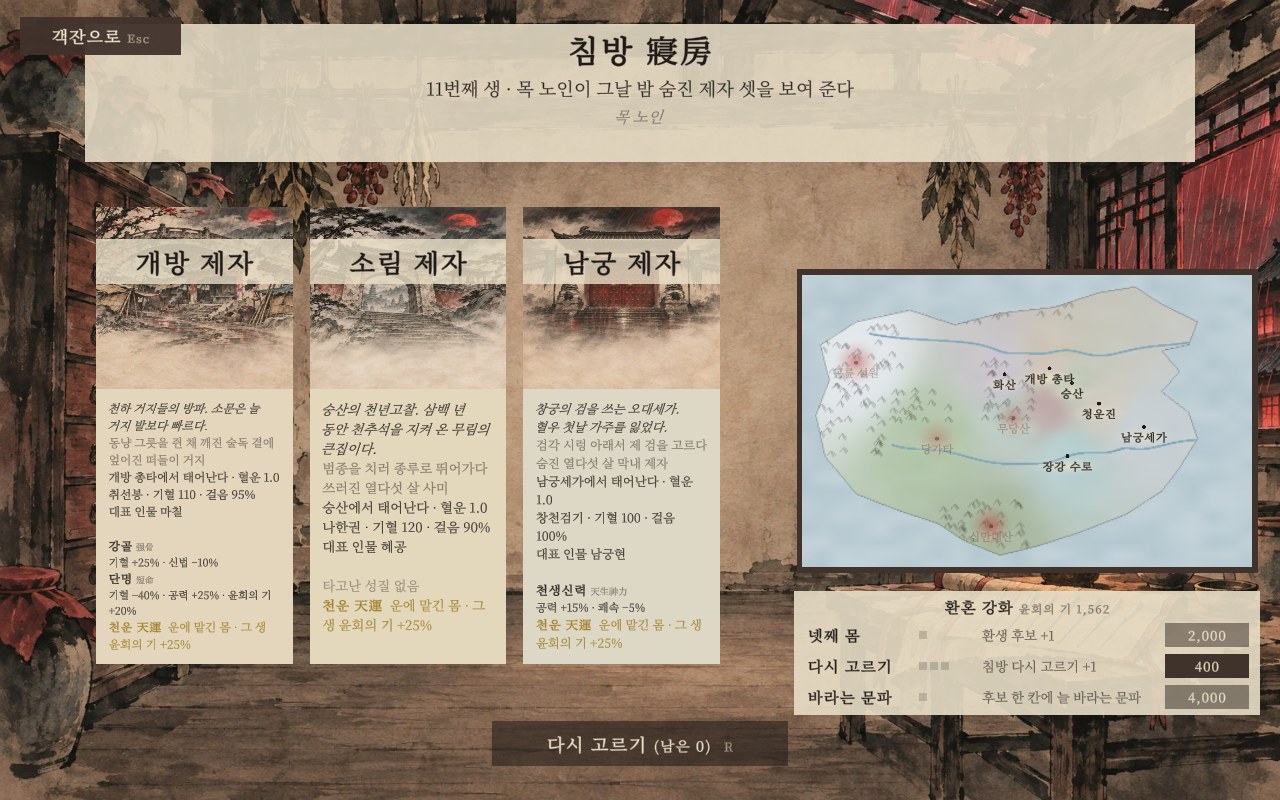 객잔으로 Esc
침방 寢房
11번째 생 · 목 노인이 그날 밤 숨진 제자 셋을 보여 준다
목 노인
개방 제자
천하 거지들의 방파. 소문은 늘
거지 발보다 빠르다.
동냥 그릇을 쥔 채 깨진 술독 곁에
엎어진 떠돌이 거지
개방 총타에서 태어난다 · 혈운 1.0
취선봉 · 기혈 110 · 걸음 95%
대표 인물 마칠
강골 强骨
기혈 +25% · 신법 −10%
단명 短命
기혈 −40% · 공력 +25% · 윤회의 기
+20%
천운 天運 운에 맡긴 몸 · 그 생
윤회의 기 +25%
소림 제자
숭산의 천년고찰. 삼백 년
동안 천추석을 지켜 온 무림의
큰집이다.
범종을 치러 종루로 뛰어가다
쓰러진 열다섯 살 사미
숭산에서 태어난다 · 혈운 1.0
나한권 · 기혈 120 · 걸음 90%
대표 인물 혜공
타고난 성질 없음
천운 天運 운에 맡긴 몸 · 그
생 윤회의 기 +25%
남궁 제자
창궁의 검을 쓰는 오대세가.
혈우 첫날 가주를 잃었다.
검각 시렁 아래서 제 검을 고르다
숨진 열다섯 살 막내 제자
남궁세가에서 태어난다 · 혈운
1.0
창천검기 · 기혈 100 · 걸음
100%
대표 인물 남궁현
천생신력 天生神力
공력 +15% · 쾌속 −5%
천운 天運 운에 맡긴 몸 · 그 생
윤회의 기 +25%
화산
개방 총타
숭산
청운진
무당산
남궁세가
당가타
장강 수로
환혼 강화 윤회의 기 1,562
넷째 몸 환생 후보 +1 2,000
다시 고르기 침방 다시 고르기 +1 400
바라는 문파 후보 한 칸에 늘 바라는 문파 4,000
다시 고르기 (남은 0) R